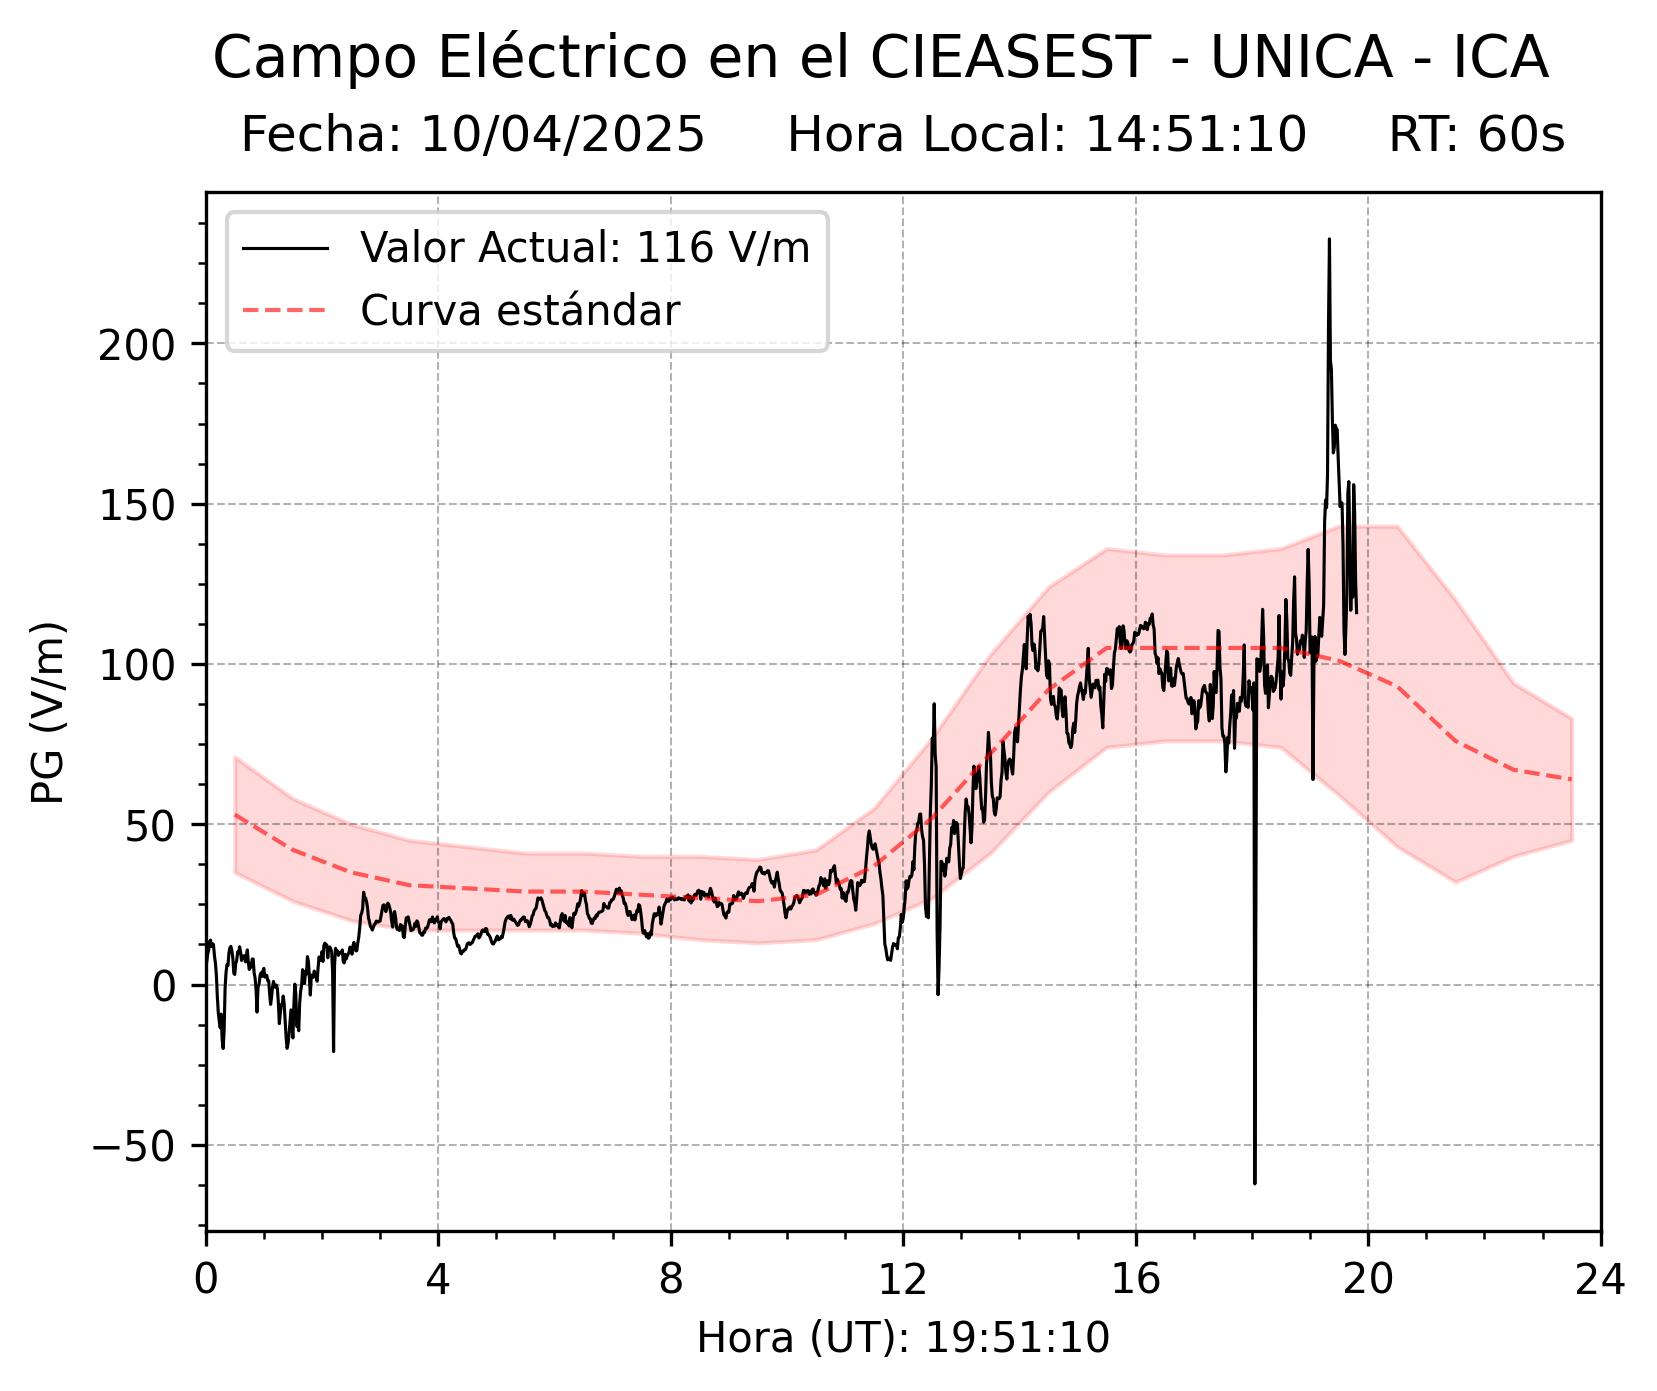 Campo Eléctrico en el CIEASEST - UNICA - ICA
Fecha: 10/04/2025 Hora Local: 14:51:10 RT: 60s
Valor Actual: 116 V/m
Curva estándar
PG (V/m)
200
150
100
50
0
−50
0 4 8 12 16 20 24
Hora (UT): 19:51:10